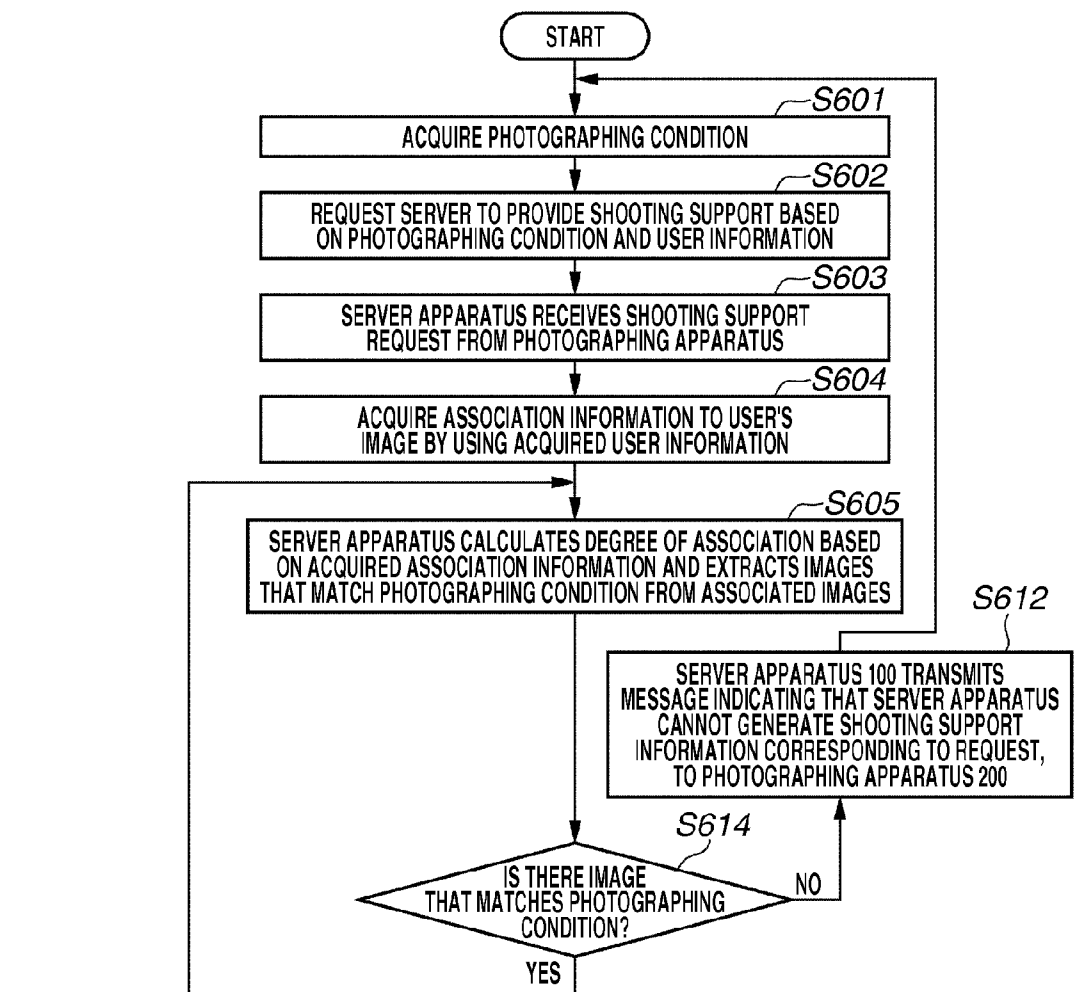 START
S601
ACQUIRE PHOTOGRAPHING CONDITION
S602
REQUEST SERVER TO PROVIDE SHOOTING SUPPORT BASED
ON PHOTOGRAPHING CONDITION AND USER INFORMATION
S603
SERVER APPARATUS RECEIVES SHOOTING SUPPORT
REQUEST FROM PHOTOGRAPHING APPARATUS
S604
ACQUIRE ASSOCIATION INFORMATION TO USER'S
IMAGE BY USING ACQUIRED USER INFORMATION
S605
SERVER APPARATUS CALCULATES DEGREE OF ASSOCIATION BASED
ON ACQUIRED ASSOCIATION INFORMATION AND EXTRACTS IMAGES
THAT MATCH PHOTOGRAPHING CONDITION FROM ASSOCIATED IMAGES
S612
SERVER APPARATUS 100 TRANSMITS
MESSAGE INDICATING THAT SERVER APPARATUS
CANNOT GENERATE SHOOTING SUPPORT
INFORMATION CORRESPONDING TO REQUEST,
TO PHOTOGRAPHING APPARATUS 200
S614
IS THERE IMAGE
THAT MATCHES PHOTOGRAPHING
CONDITION?
NO
YES